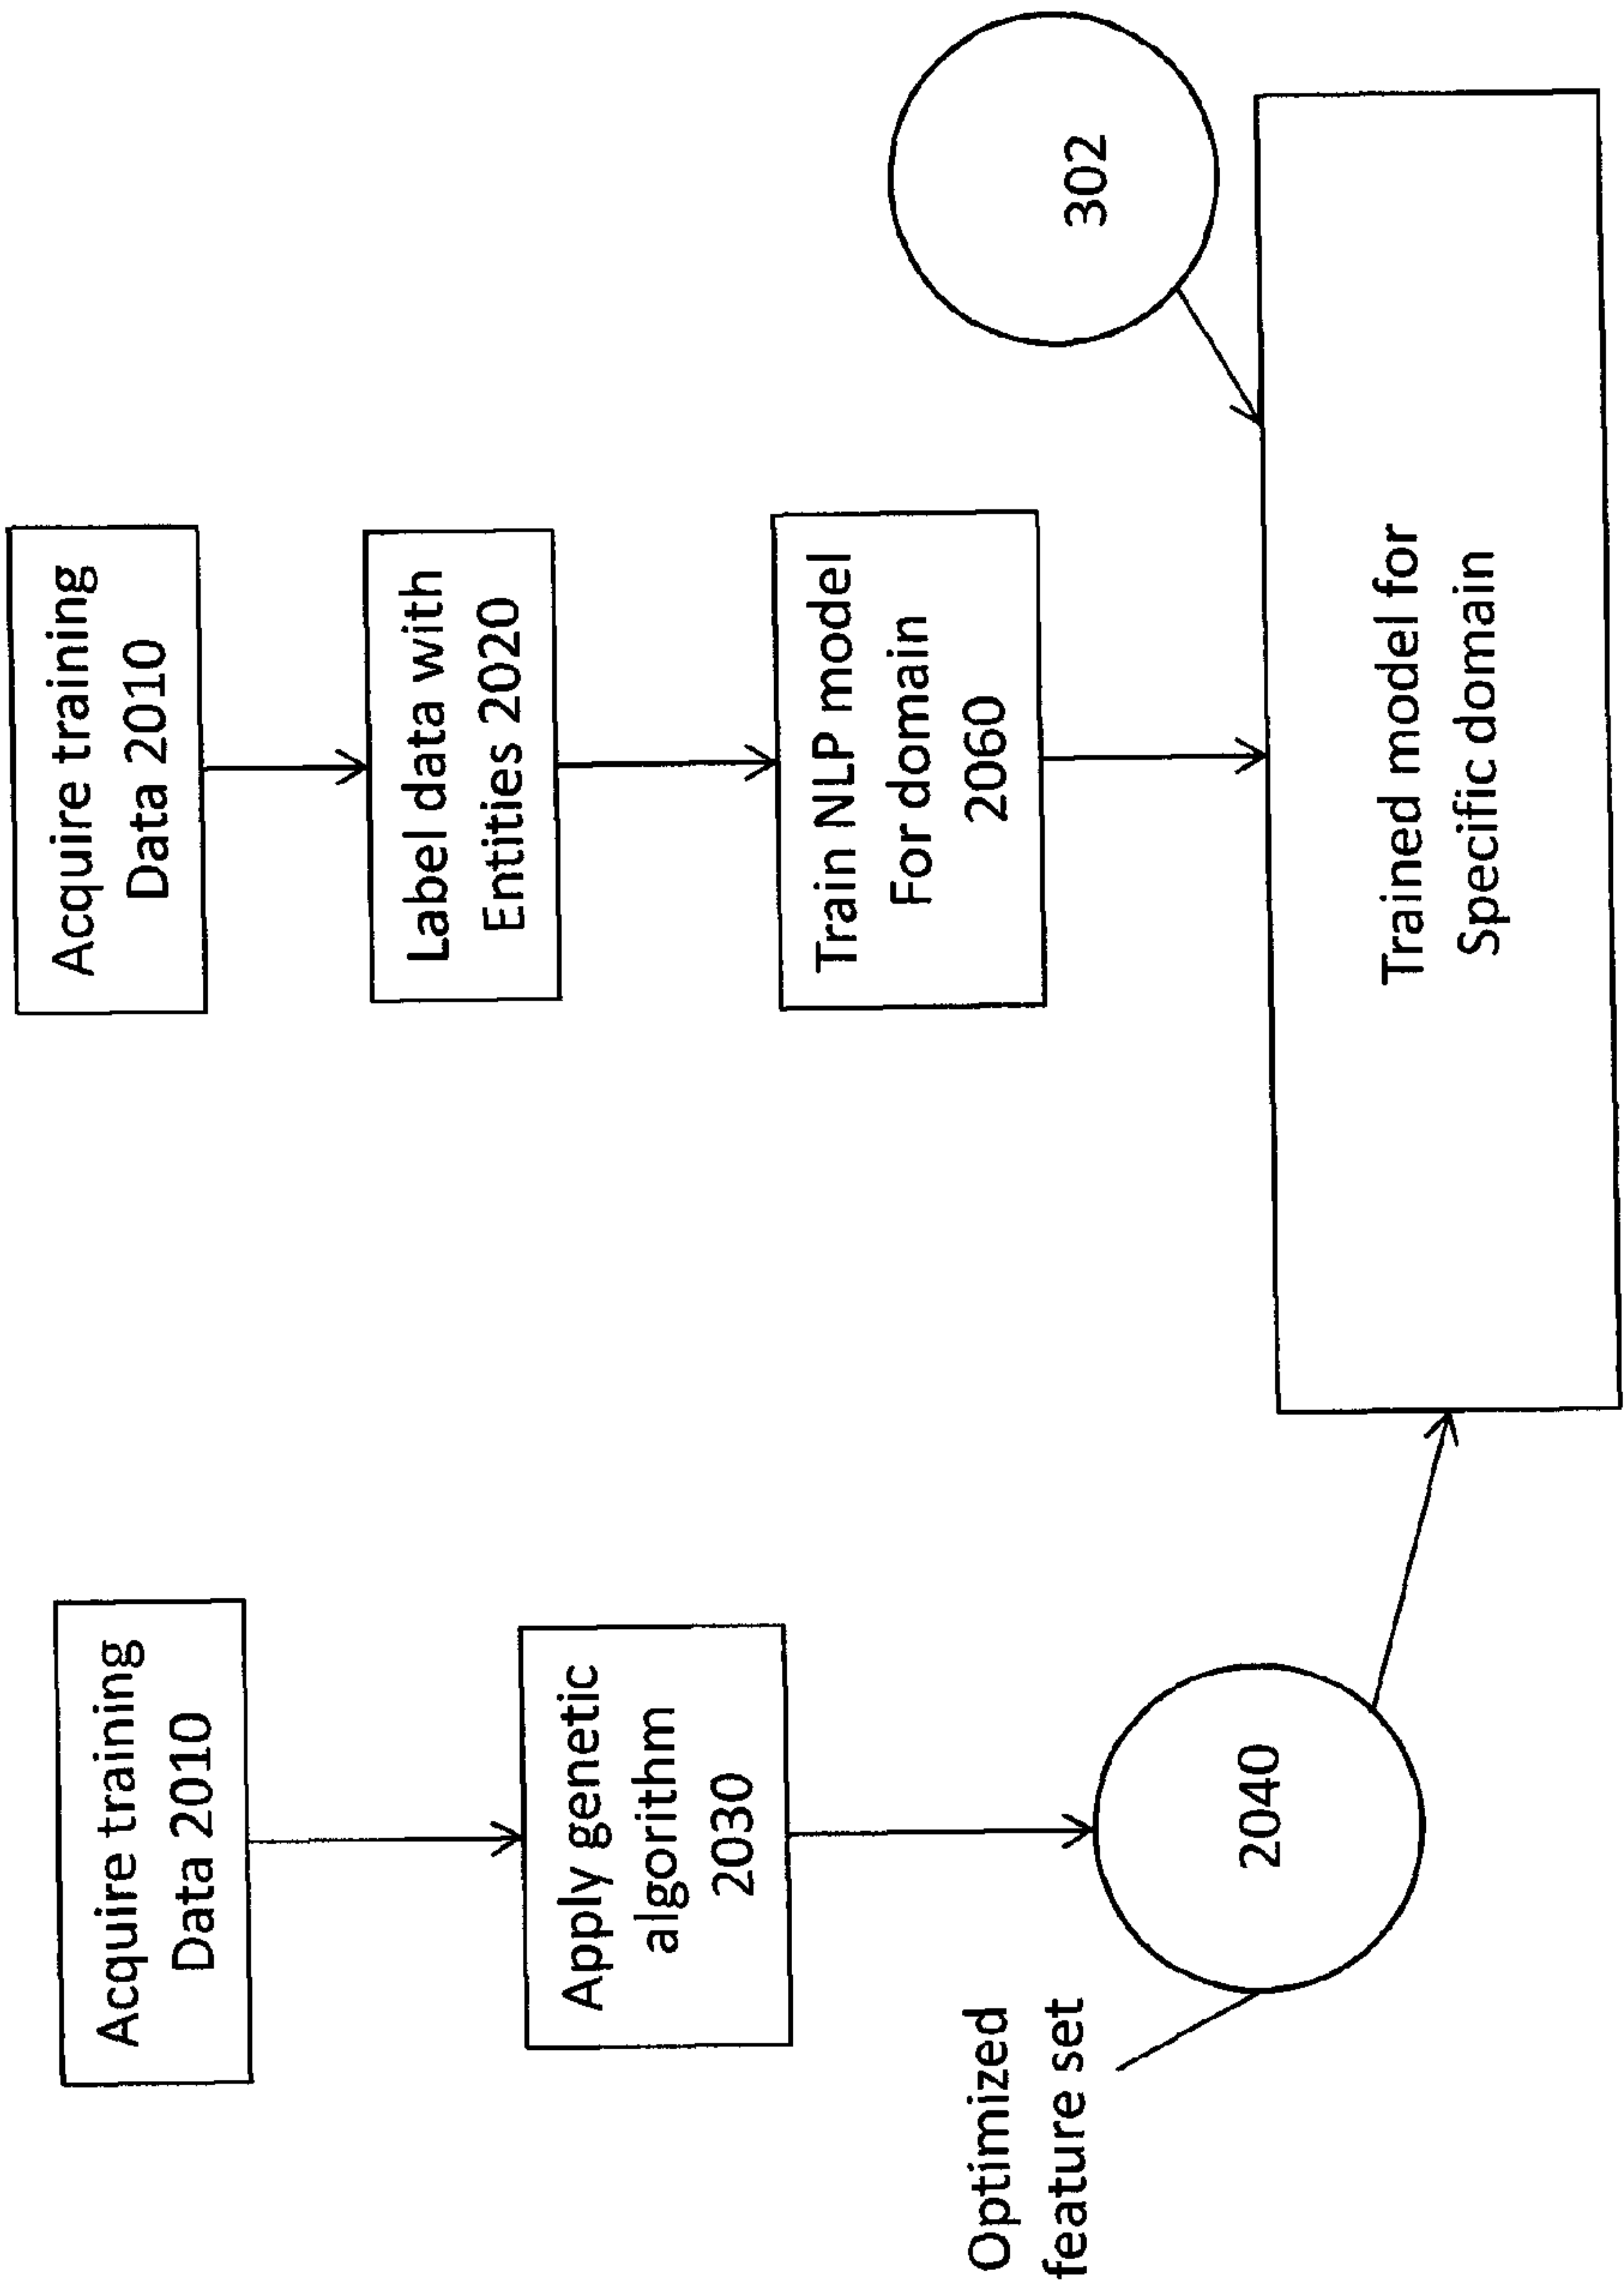 Acquire training
Data 2010
Apply genetic
algorithm
2030
Optimized
feature set
2040
Acquire training
Data 2010
Label data with
Entities 2020
Train NLP model
For domain
2060
302
Trained model for
Specific domain